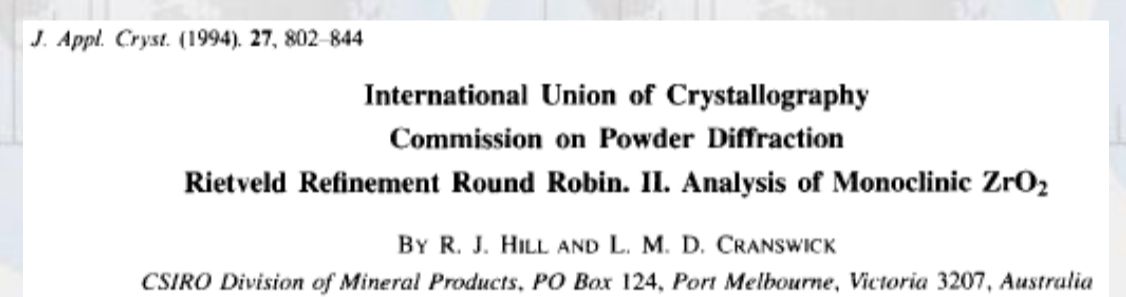 J. Appl. Cryst. (1994). 27, 802–844
International Union of Crystallography
Commission on Powder Diffraction
Rietveld Refinement Round Robin. II. Analysis of Monoclinic ZrO₂
BY R. J. HILL AND L. M. D. CRANSWICK
CSIRO Division of Mineral Products, PO Box 124, Port Melbourne, Victoria 3207, Australia